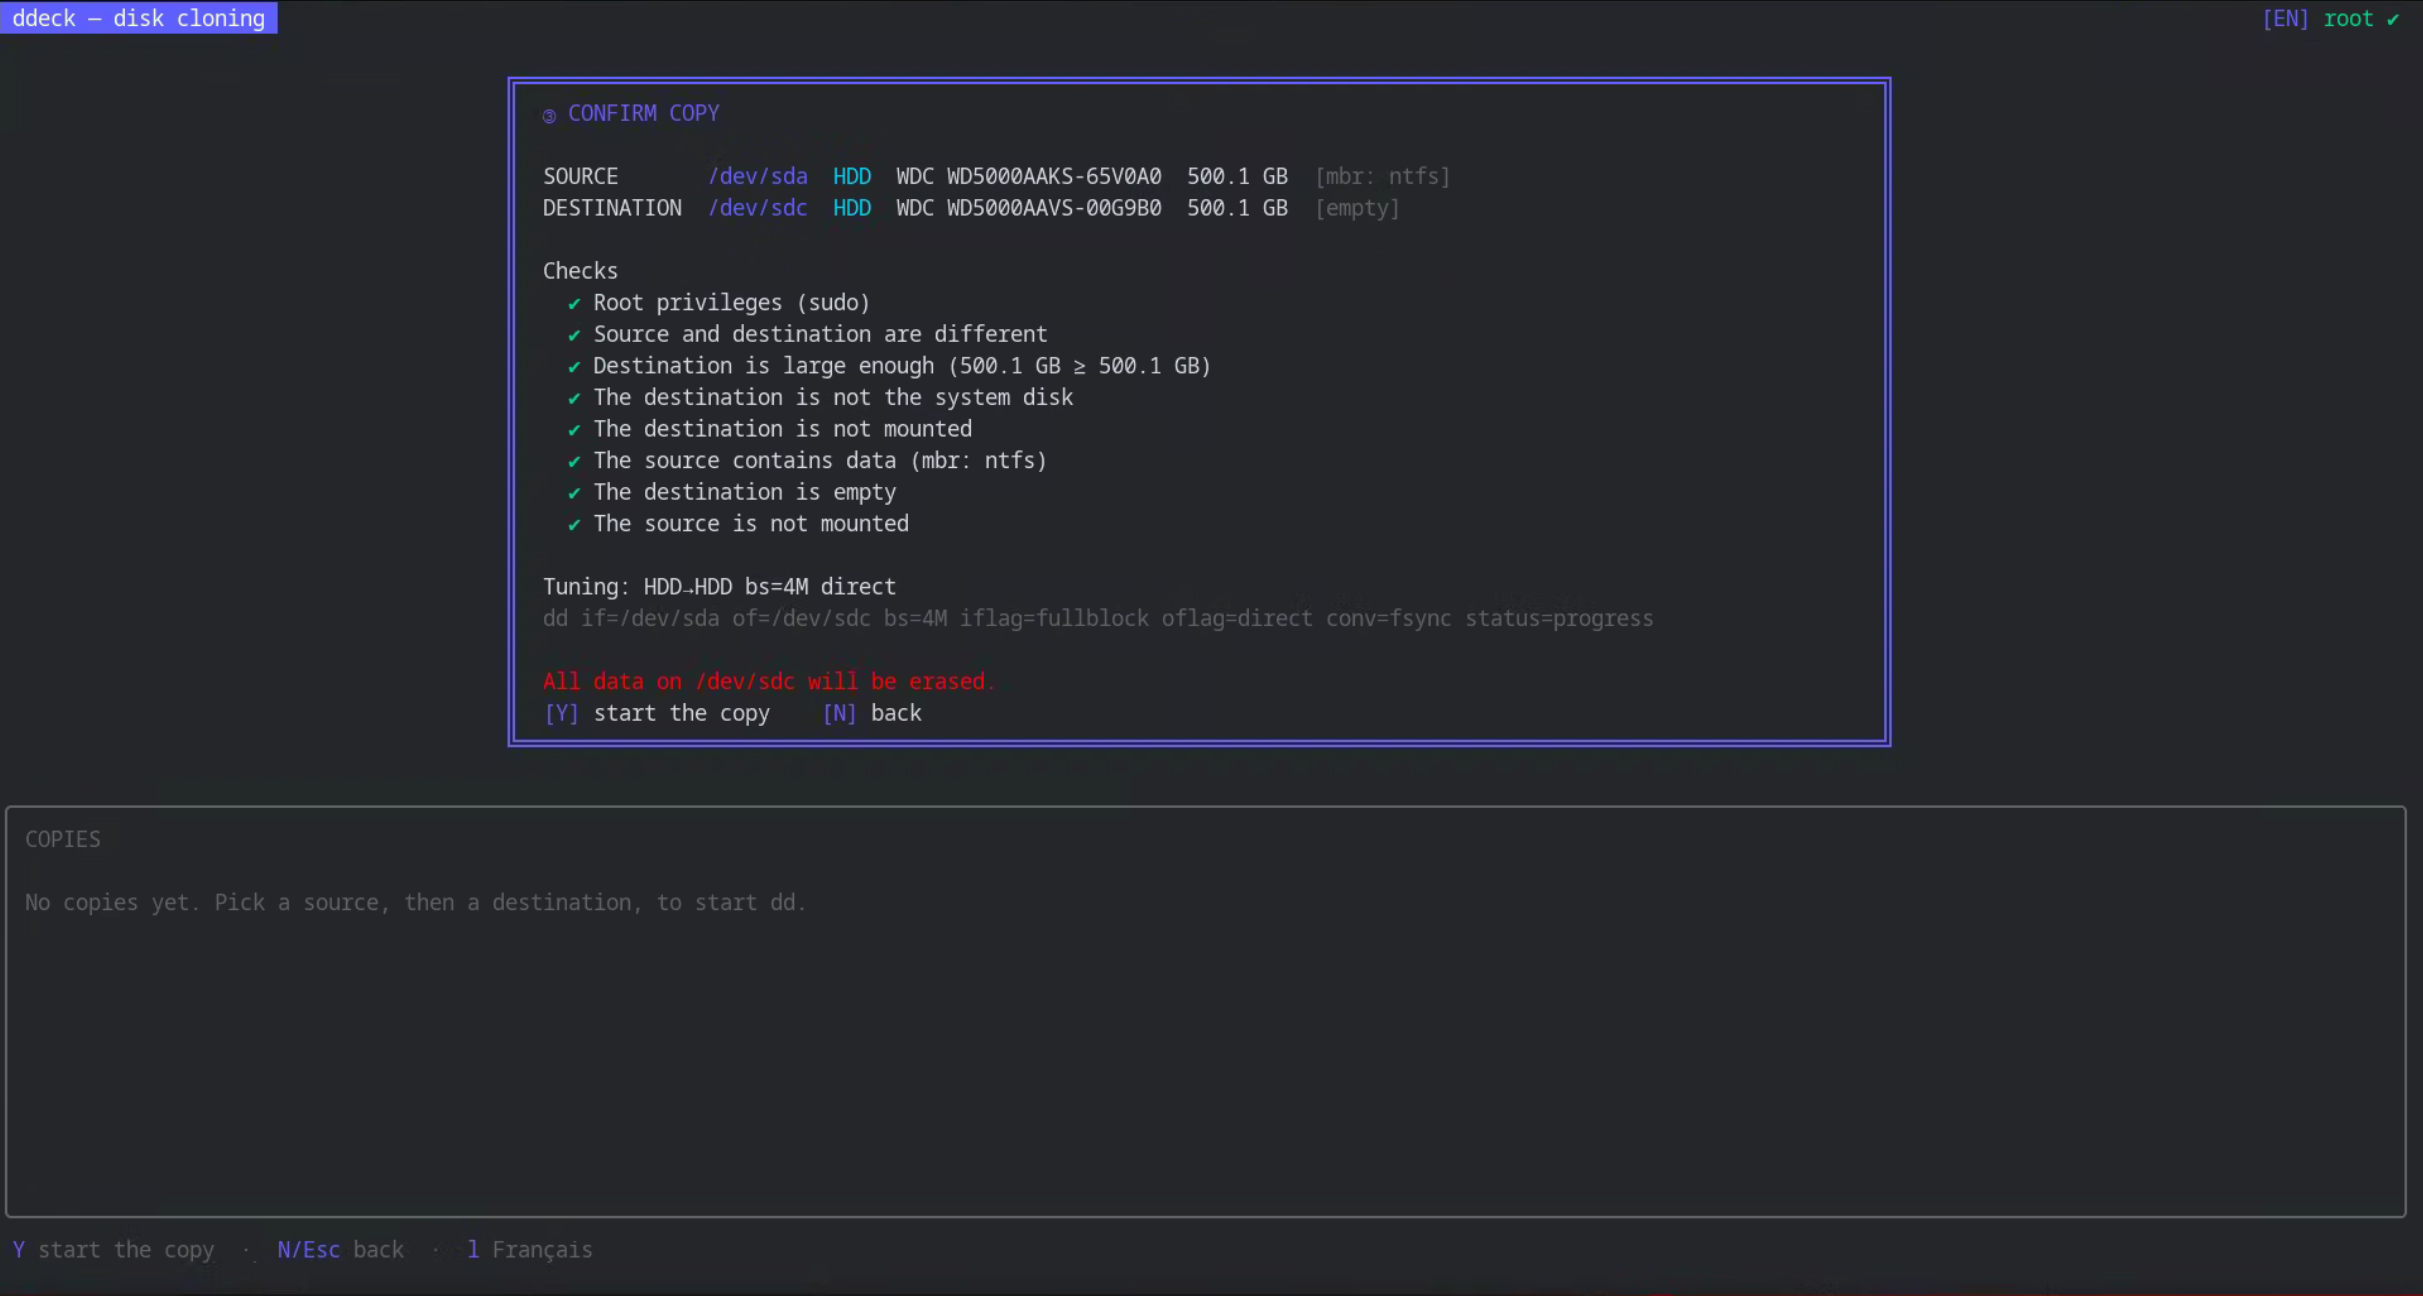 ddeck — disk cloning [EN] root ✔
③ CONFIRM COPY
SOURCE /dev/sda HDD WDC WD5000AAKS-65V0A0 500.1 GB [mbr: ntfs]
DESTINATION /dev/sdc HDD WDC WD5000AAVS-00G9B0 500.1 GB [empty]
Checks
✔ Root privileges (sudo)
✔ Source and destination are different
✔ Destination is large enough (500.1 GB ≥ 500.1 GB)
✔ The destination is not the system disk
✔ The destination is not mounted
✔ The source contains data (mbr: ntfs)
✔ The destination is empty
✔ The source is not mounted
Tuning: HDD→HDD bs=4M direct
dd if=/dev/sda of=/dev/sdc bs=4M iflag=fullblock oflag=direct conv=fsync status=progress
All data on /dev/sdc will be erased.
[Y] start the copy [N] back
COPIES
No copies yet. Pick a source, then a destination, to start dd.
Y start the copy · N/Esc back · l Français